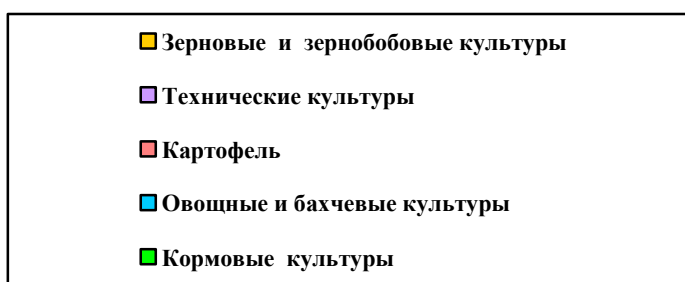 Зерновые и зернобобовые культуры
Технические культуры
Картофель
Овощные и бахчевые культуры
Кормовые культуры